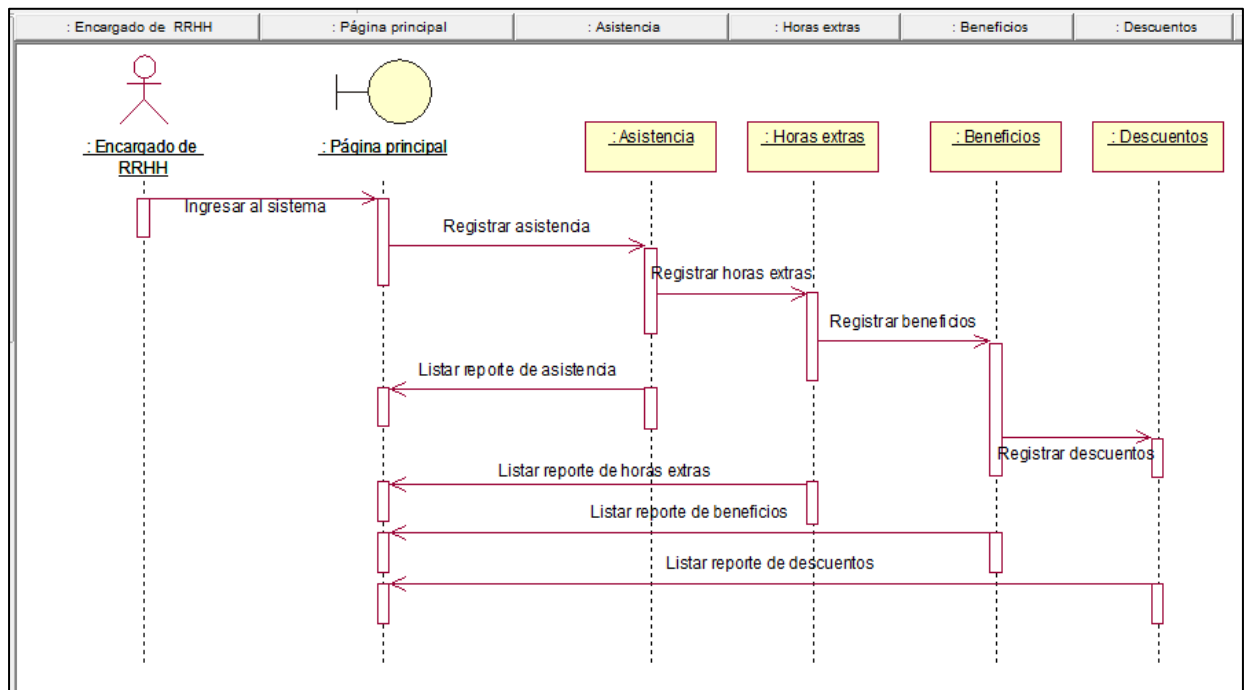 : Encargado de RRHH
: Página principal
: Asistencia
: Horas extras
: Beneficios
: Descuentos
: Encargado de
RRHH
: Página principal
: Asistencia
: Horas extras
: Beneficios
: Descuentos
Ingresar al sistema
Registrar asistencia
Registrar horas extras
Registrar beneficios
Listar reporte de asistencia
Registrar descuentos
Listar reporte de horas extras
Listar reporte de beneficios
Listar reporte de descuentos